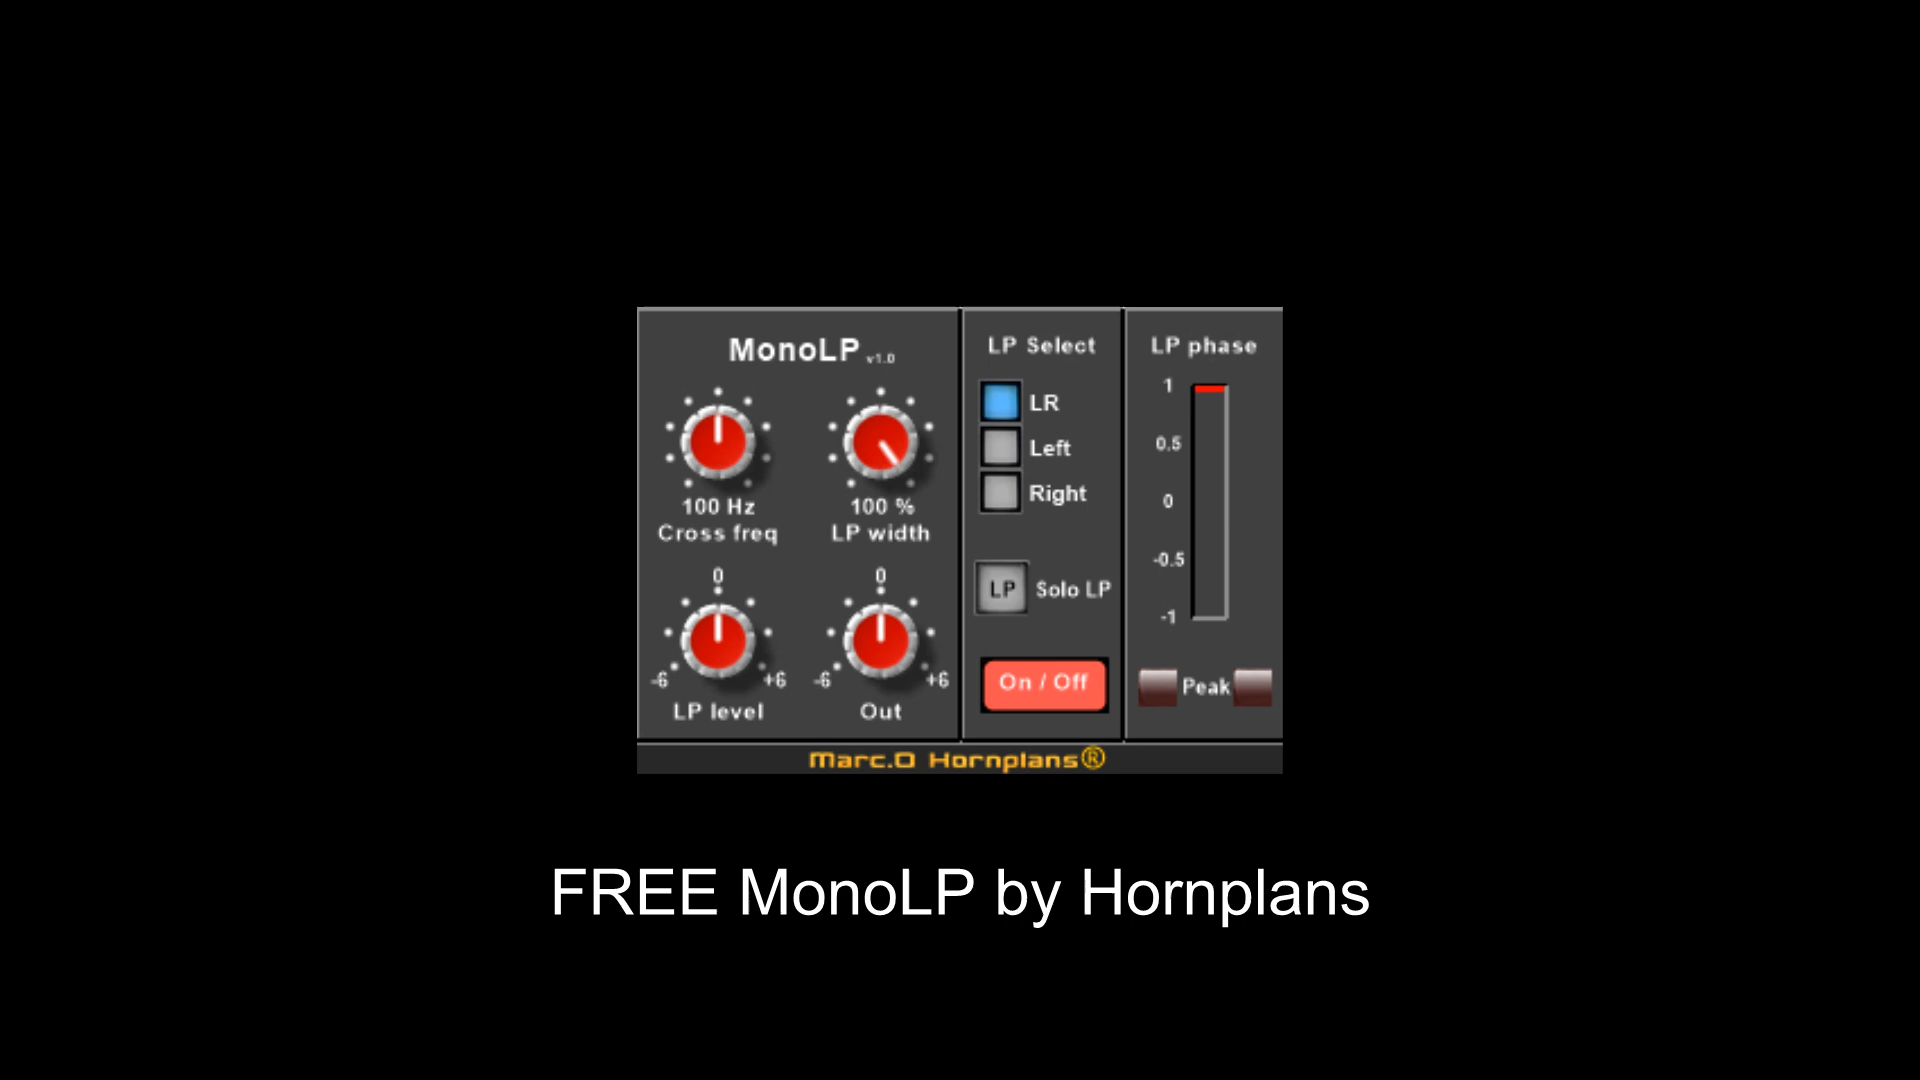 MonoLP v1.0
100 Hz
Cross freq
100 %
LP width
0
-6
+6
LP level
0
-6
+6
Out
LP Select
LR
Left
Right
LP
Solo LP
On / Off
LP phase
1
0.5
0
-0.5
-1
Peak
Marc.O Hornplans®
FREE MonoLP by Hornplans